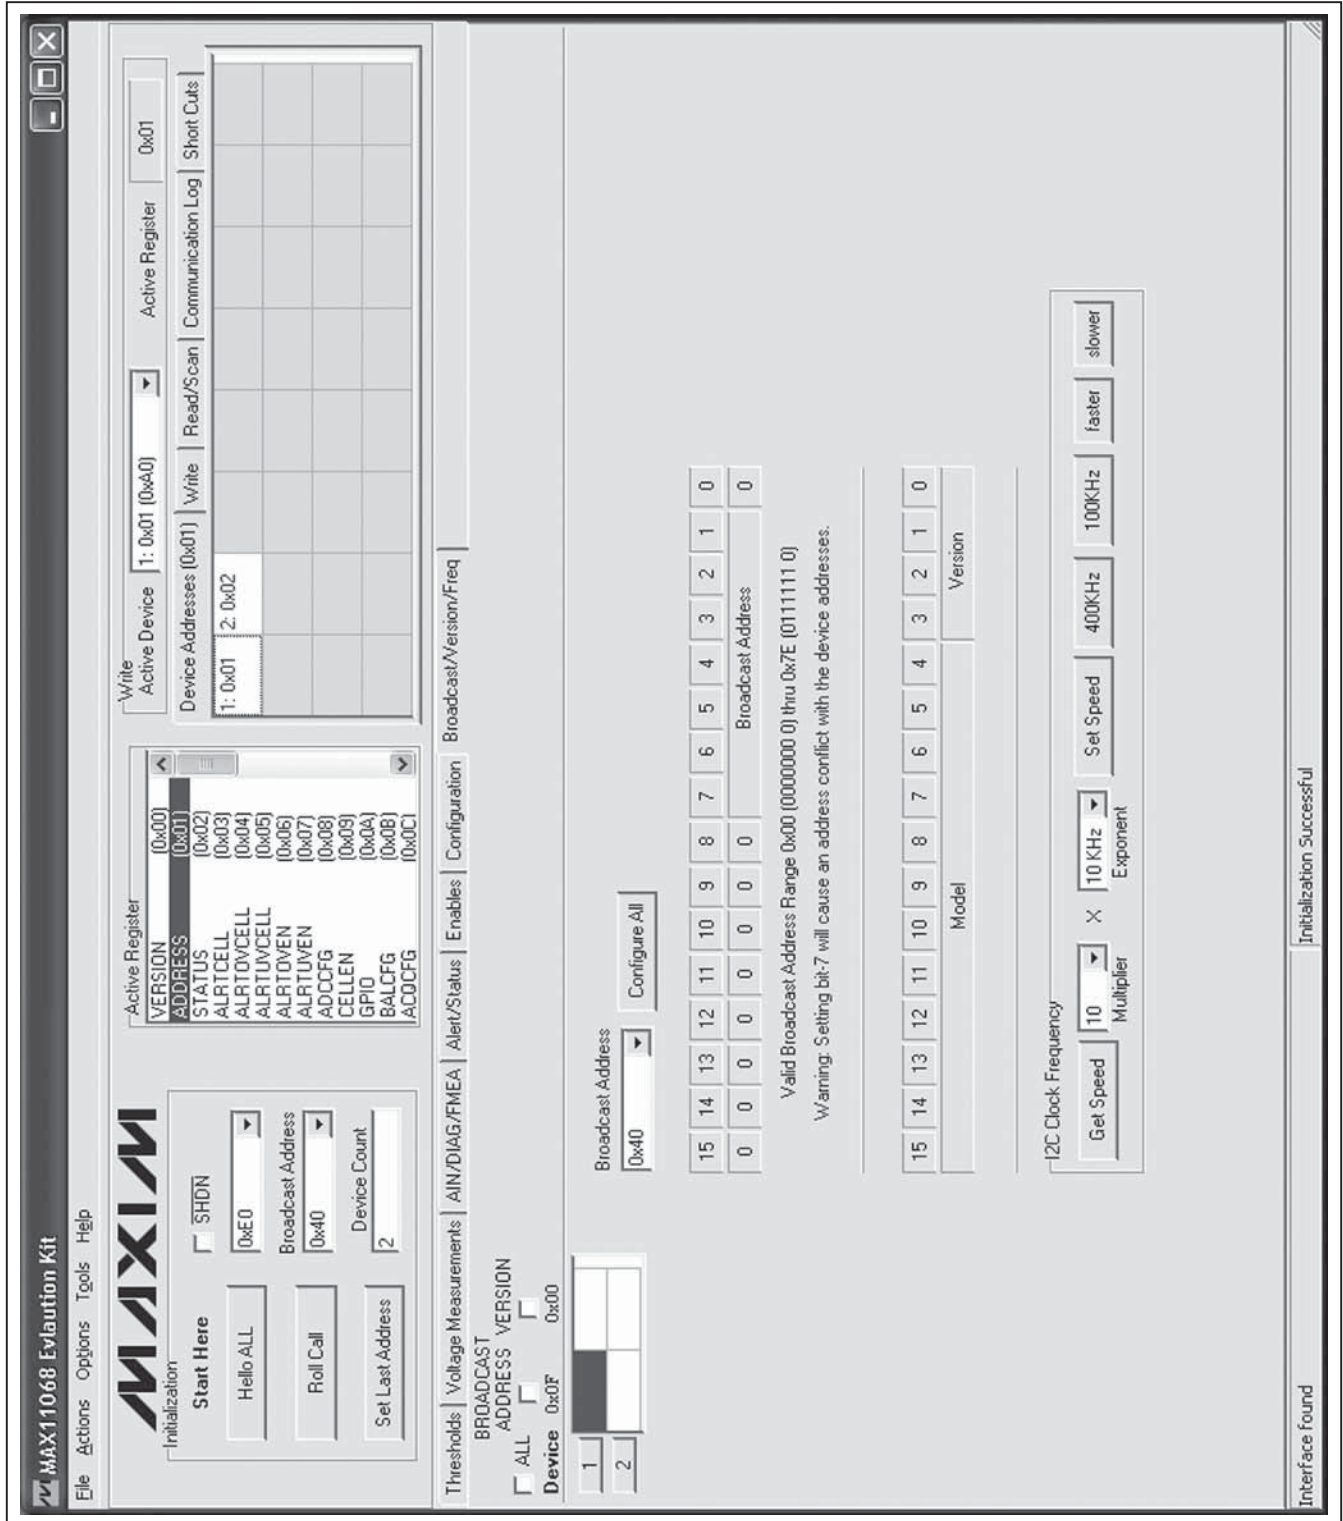 MAX11068 Evlaution Kit
File Actions Options Tools Help
MAXIM
Initialization
Start Here
SHDN
Hello ALL
0xE0
Broadcast Address
Roll Call
0x40
Device Count
Set Last Address
2
Active Register
VERSION (0x00)
ADDRESS (0x01)
STATUS (0x02)
ALRTCELL (0x03)
ALRTOVCELL (0x04)
ALRTUVCELL (0x05)
ALRTOVEN (0x06)
ALRTUVEN (0x07)
ADCCFG (0x08)
CELLEN (0x09)
GPIO (0x0A)
BALCFG (0x0B)
ACQCFG (0x0C)
Write
Active Device 1: 0x01 (0xA0) Active Register 0x01
Device Addresses (0x01) Write Read/Scan Communication Log Short Cuts
1: 0x01 2: 0x02
Thresholds Voltage Measurements AIN/DIAG/FMEA Alert/Status Enables Configuration Broadcast/Version/Freq
BROADCAST
ADDRESS VERSION
ALL
Device 0x0F 0x00
1
2
Broadcast Address
0x40 Configure All
15 14 13 12 11 10 9 8 7 6 5 4 3 2 1 0
0 0 0 0 0 0 0 0 Broadcast Address 0
Valid Broadcast Address Range 0x00 (0000000 0) thru 0x7E (0111111 0)
Warning: Setting bit-7 will cause an address conflict with the device addresses.
15 14 13 12 11 10 9 8 7 6 5 4 3 2 1 0
Model Version
I2C Clock Frequency
Get Speed 10 X 10 KHz Set Speed 400KHz 100KHz faster slower
Multiplier Exponent
Interface Found Initialization Successful